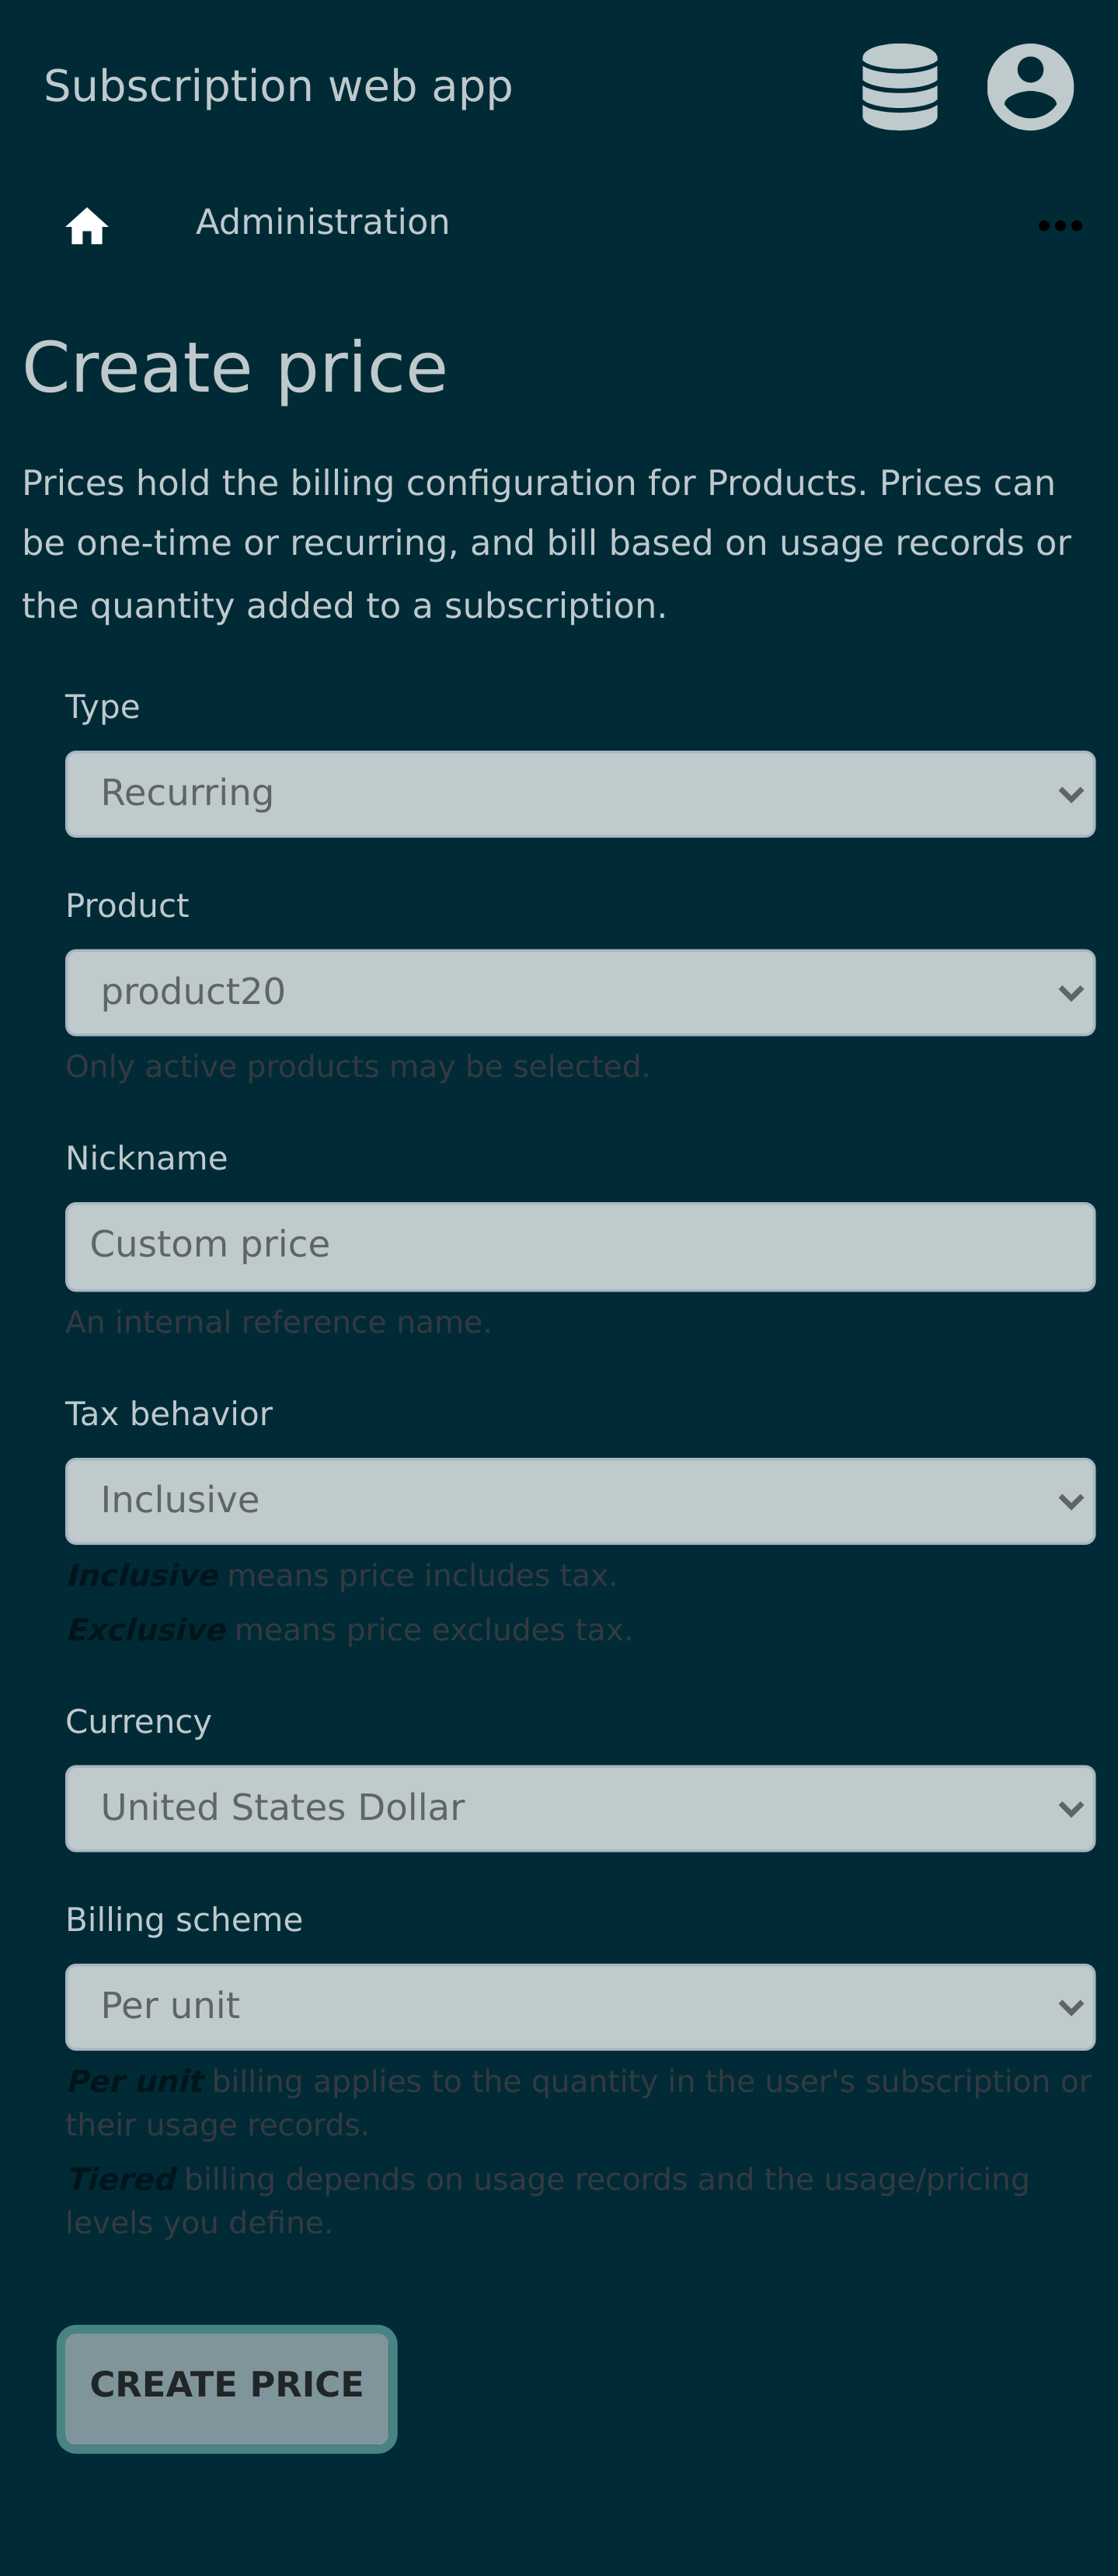 Subscription web app
Administration
Create price
Prices hold the billing configuration for Products. Prices can
be one-time or recurring, and bill based on usage records or
the quantity added to a subscription.
Type
Recurring
Product
product20
Only active products may be selected.
Nickname
Custom price
An internal reference name.
Tax behavior
Inclusive
Inclusive means price includes tax.
Exclusive means price excludes tax.
Currency
United States Dollar
Billing scheme
Per unit
Per unit billing applies to the quantity in the user's subscription or
their usage records.
Tiered billing depends on usage records and the usage/pricing
levels you define.
CREATE PRICE